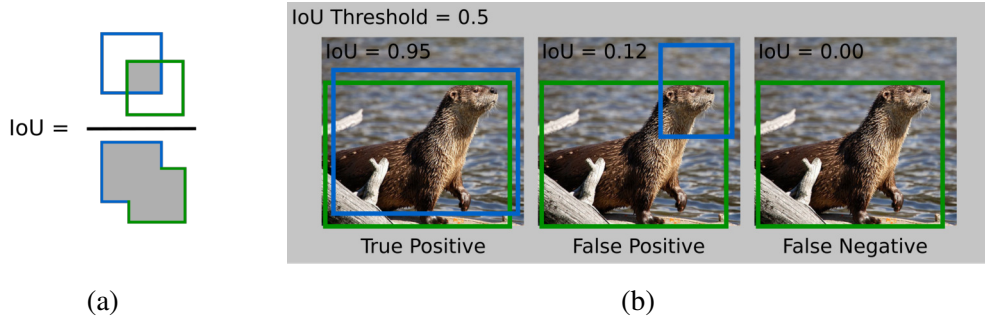 IoU =
IoU Threshold = 0.5
IoU = 0.95
IoU = 0.12
IoU = 0.00
True Positive
False Positive
False Negative
(a)
(b)